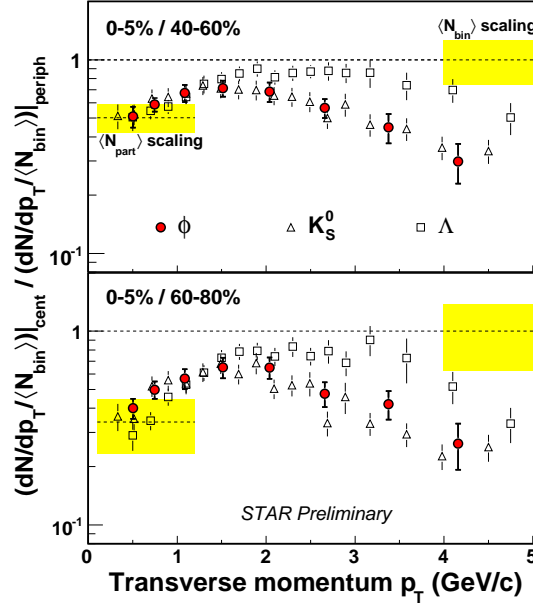 (dN/dp_T/⟨N_bin⟩)|_cent / (dN/dp_T/⟨N_bin⟩)|_periph
0-5% / 40-60%
⟨N_bin⟩ scaling
1
⟨N_part⟩ scaling
ϕ K_S^0 Λ
10^-1
0-5% / 60-80%
1
STAR Preliminary
10^-1
0 1 2 3 4 5
Transverse momentum p_T (GeV/c)